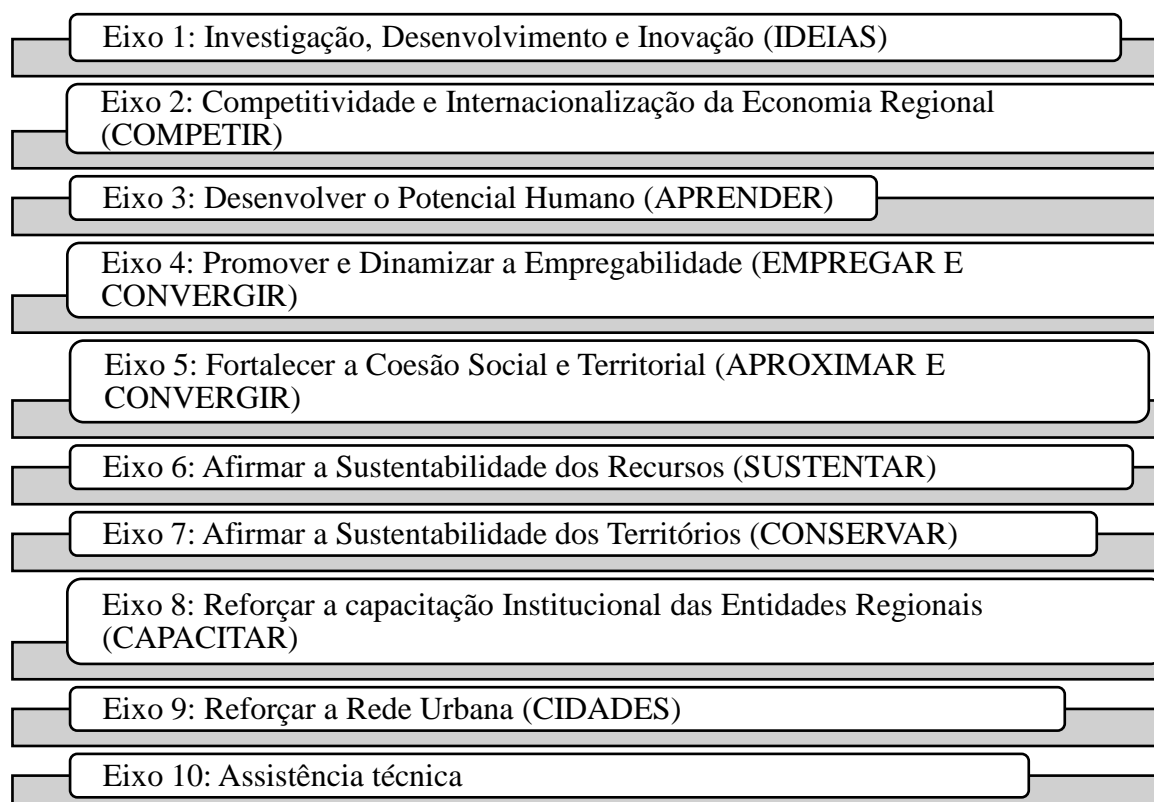 Eixo 1: Investigação, Desenvolvimento e Inovação (IDEIAS)
Eixo 2: Competitividade e Internacionalização da Economia Regional
(COMPETIR)
Eixo 3: Desenvolver o Potencial Humano (APRENDER)
Eixo 4: Promover e Dinamizar a Empregabilidade (EMPREGAR E
CONVERGIR)
Eixo 5: Fortalecer a Coesão Social e Territorial (APROXIMAR E
CONVERGIR)
Eixo 6: Afirmar a Sustentabilidade dos Recursos (SUSTENTAR)
Eixo 7: Afirmar a Sustentabilidade dos Territórios (CONSERVAR)
Eixo 8: Reforçar a capacitação Institucional das Entidades Regionais
(CAPACITAR)
Eixo 9: Reforçar a Rede Urbana (CIDADES)
Eixo 10: Assistência técnica